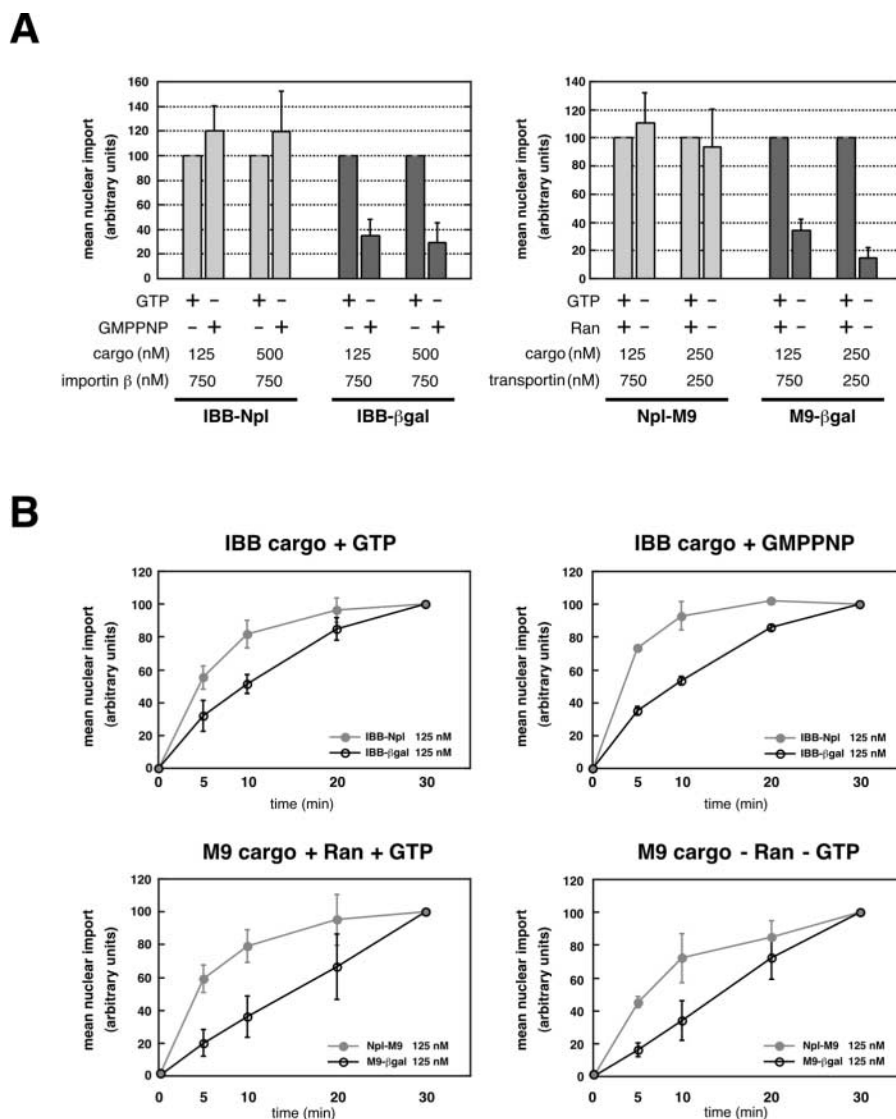 A
160
140
120
100
80
60
40
20
0
mean nuclear import
(arbitrary units)
GTP + − + − + − + −
GMPPNP − + − + − + − +
cargo (nM) 125 500 125 500
importin β (nM) 750 750 750 750
IBB-Npl IBB-βgal
140
120
100
80
60
40
20
0
mean nuclear import
(arbitrary units)
GTP + − + − + − + −
Ran + − + − + − + −
cargo (nM) 125 250 125 250
transportin (nM) 750 250 750 250
Npl-M9 M9-βgal
B
IBB cargo + GTP
120
100
80
60
40
20
0
mean nuclear import
(arbitrary units)
IBB-Npl 125 nM
IBB-βgal 125 nM
0 5 10 20 30
time (min)
IBB cargo + GMPPNP
120
100
80
60
40
20
0
mean nuclear import
(arbitrary units)
IBB-Npl 125 nM
IBB-βgal 125 nM
0 5 10 20 30
time (min)
M9 cargo + Ran + GTP
120
100
80
60
40
20
0
mean nuclear import
(arbitrary units)
Npl-M9 125 nM
M9-βgal 125 nM
0 5 10 20 30
time (min)
M9 cargo - Ran - GTP
120
100
80
60
40
20
0
mean nuclear import
(arbitrary units)
Npl-M9 125 nM
M9-βgal 125 nM
0 5 10 20 30
time (min)